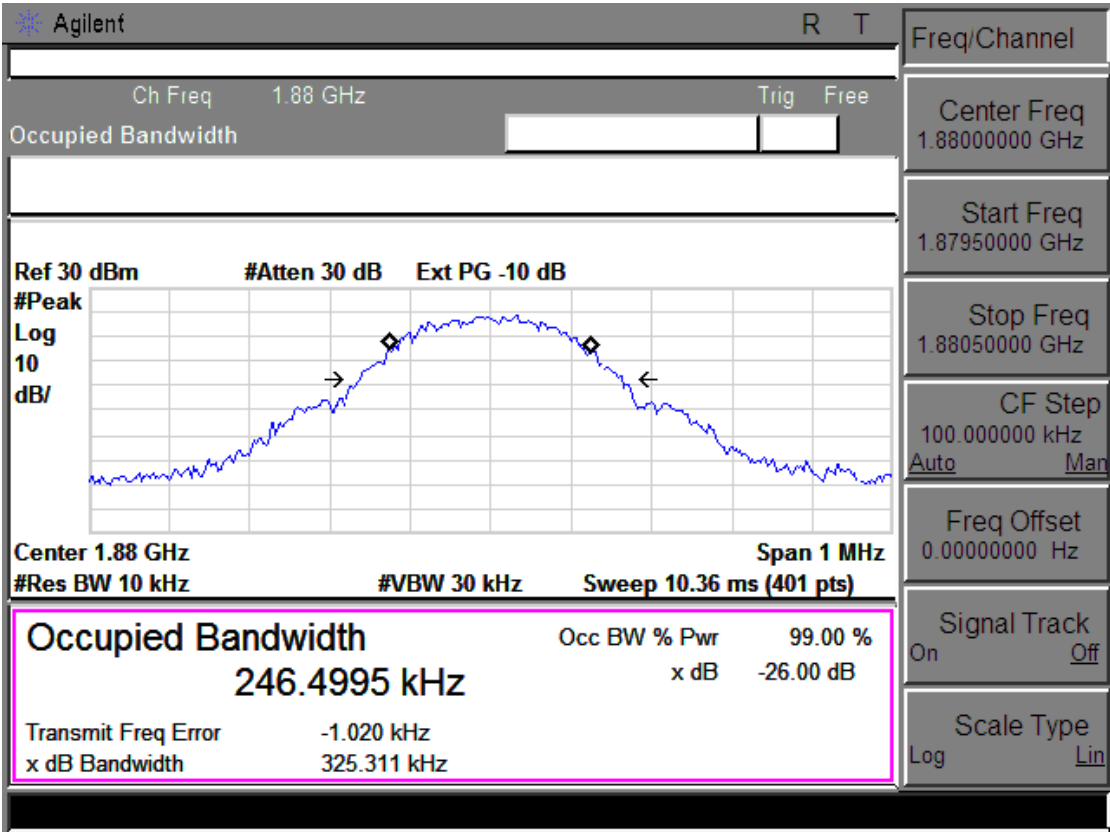 Agilent R T
Ch Freq 1.88 GHz Trig Free
Occupied Bandwidth
Ref 30 dBm #Atten 30 dB Ext PG -10 dB
#Peak
Log
10
dB/
Center 1.88 GHz Span 1 MHz
#Res BW 10 kHz #VBW 30 kHz Sweep 10.36 ms (401 pts)
Occupied Bandwidth Occ BW % Pwr 99.00 %
246.4995 kHz x dB -26.00 dB
Transmit Freq Error -1.020 kHz
x dB Bandwidth 325.311 kHz
Freq/Channel
Center Freq
1.88000000 GHz
Start Freq
1.87950000 GHz
Stop Freq
1.88050000 GHz
CF Step
100.000000 kHz
Auto Man
Freq Offset
0.00000000 Hz
Signal Track
On Off
Scale Type
Log Lin